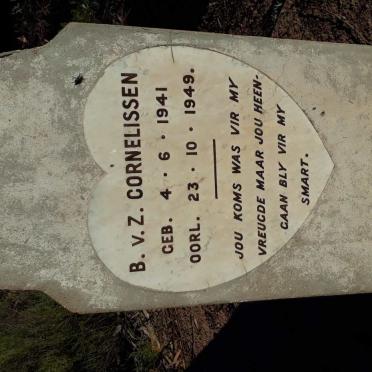 B. v. Z. CORNELISSEN
GEB. 4 · 6 · 1941
OORL. 23 · 10 · 1949.
JOU KOMS WAS VIR MY
VREUGDE MAAR JOU HEEN-
GAAN BLY VIR MY
SMART.